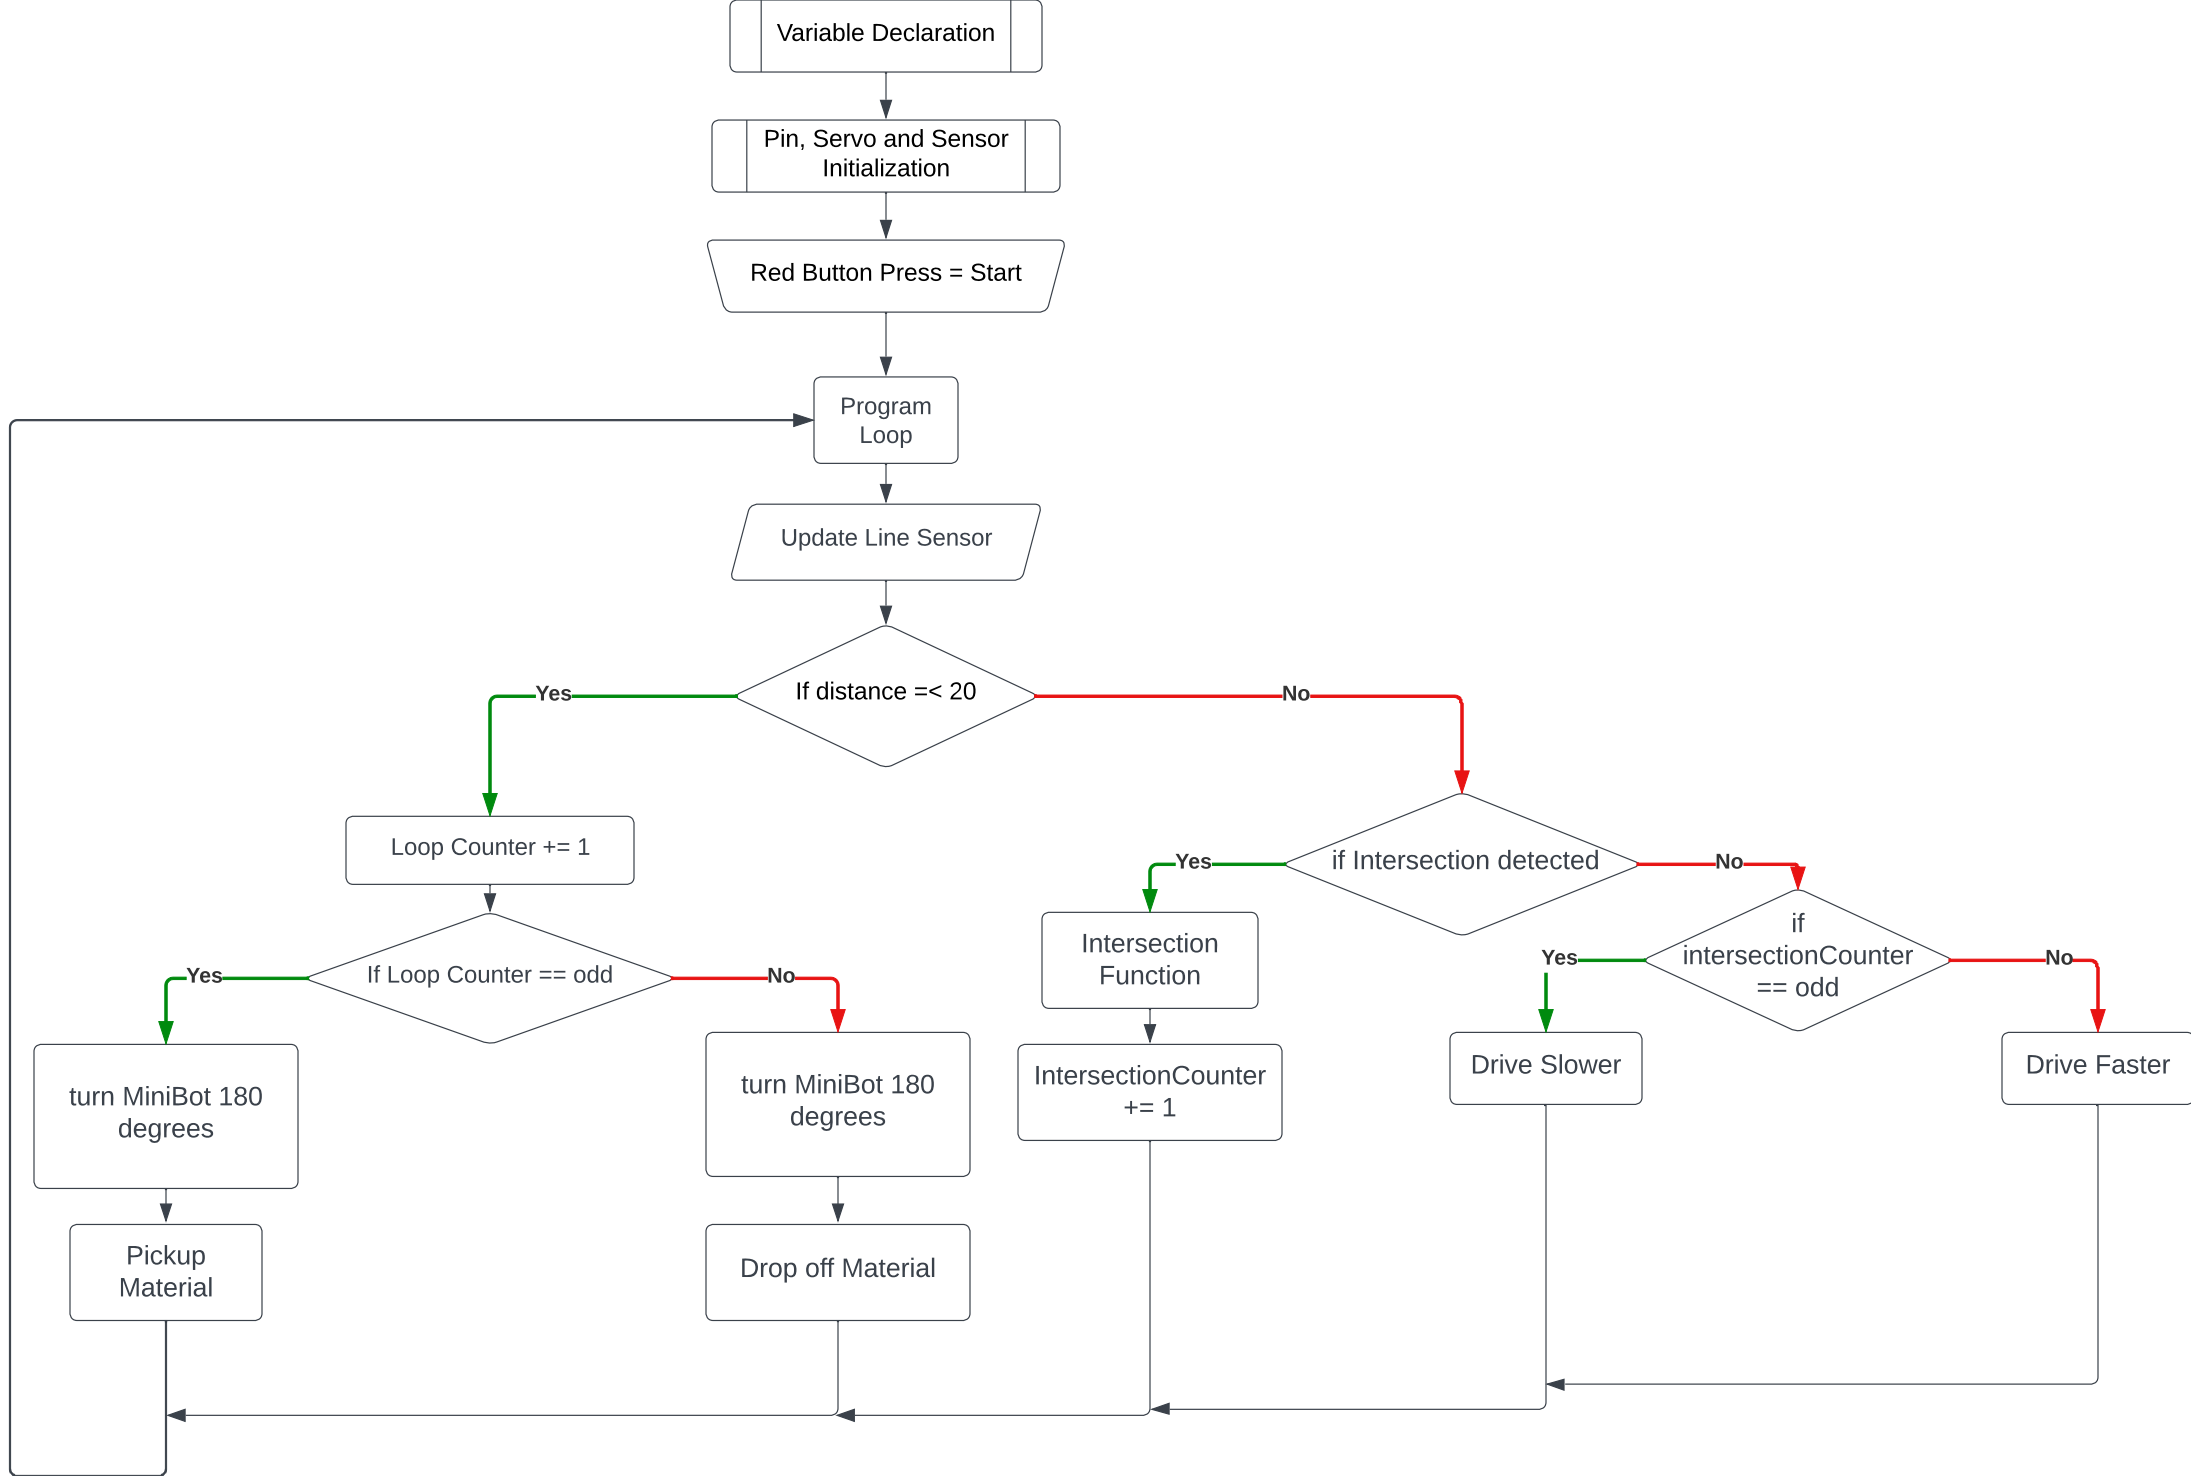 Variable Declaration
Pin, Servo and Sensor
Initialization
Red Button Press = Start
Program
Loop
Update Line Sensor
If distance =< 20
Yes
No
Loop Counter += 1
If Loop Counter == odd
Yes
No
turn MiniBot 180
degrees
Pickup
Material
turn MiniBot 180
degrees
Drop off Material
if Intersection detected
Yes
No
Intersection
Function
IntersectionCounter
+= 1
if
intersectionCounter
== odd
Yes
No
Drive Slower
Drive Faster